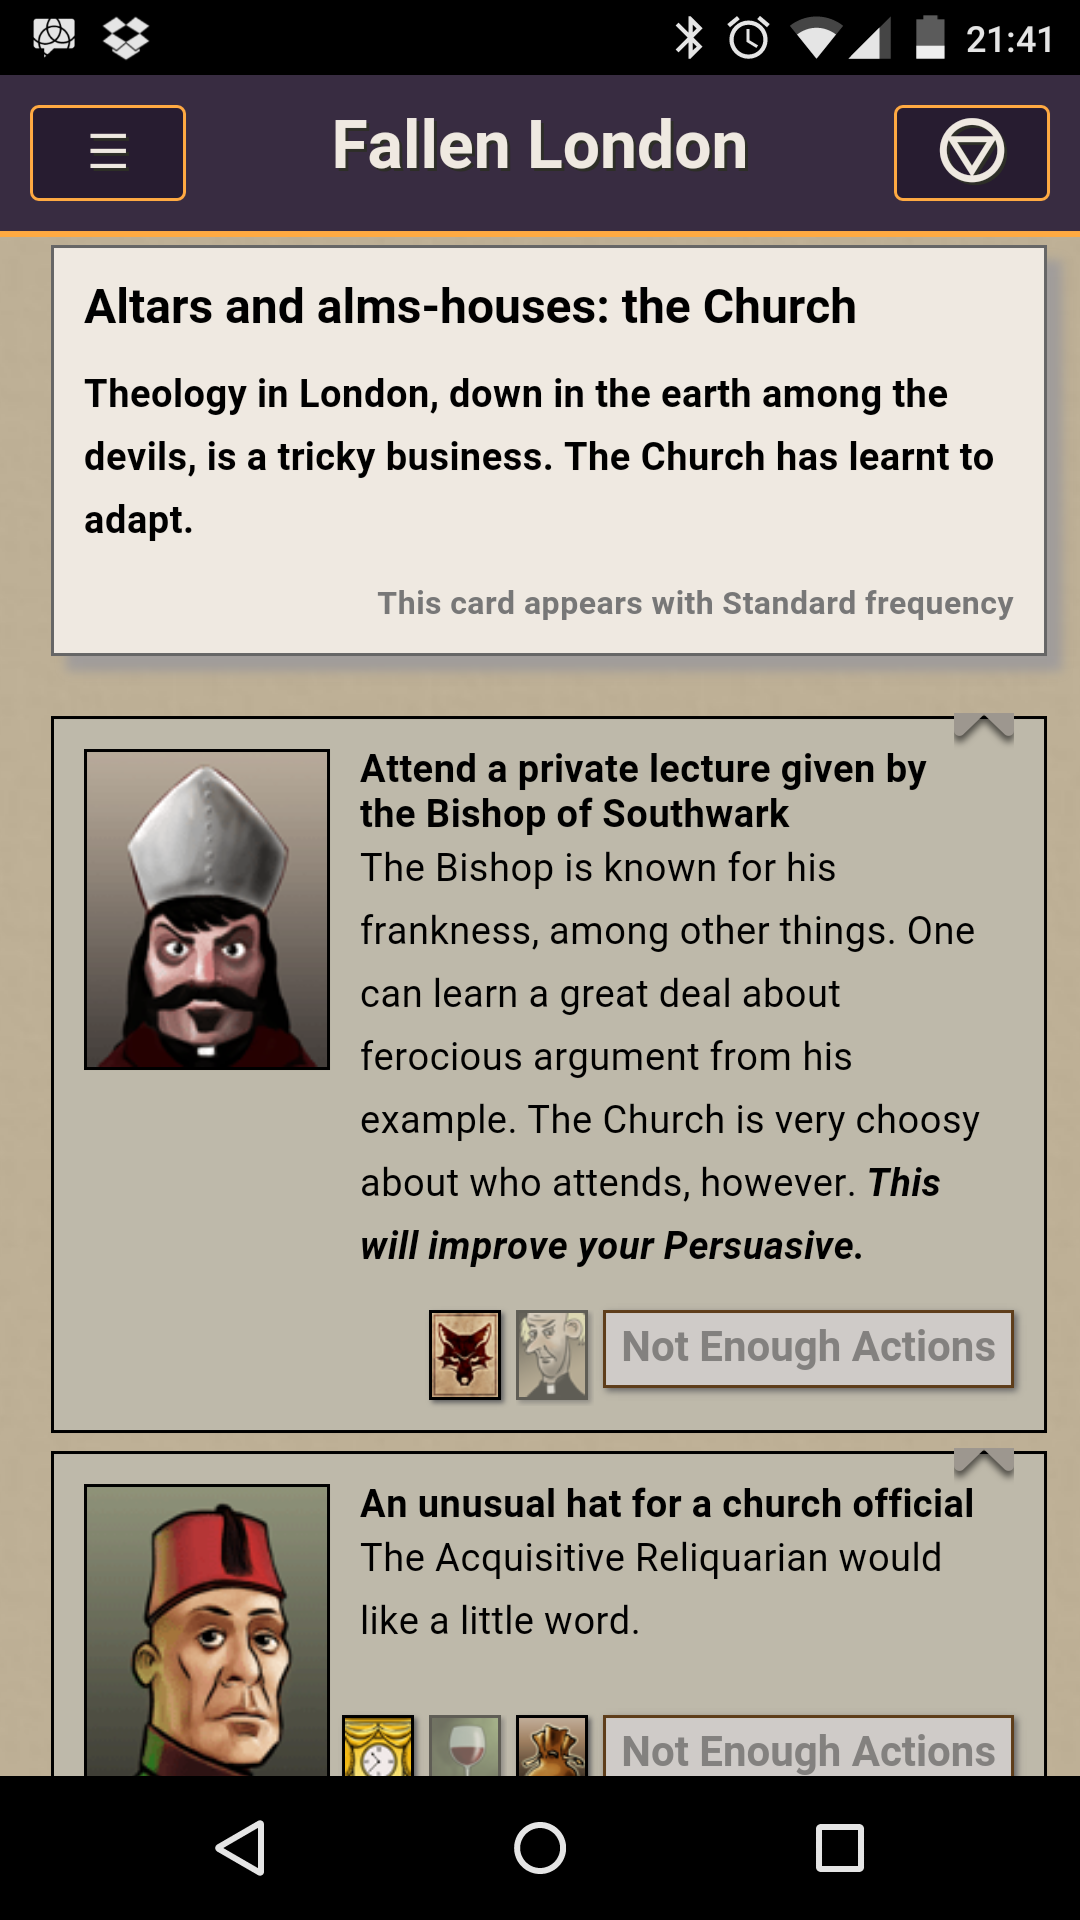 21:41
Fallen London
Altars and alms-houses: the Church
Theology in London, down in the earth among the
devils, is a tricky business. The Church has learnt to
adapt.
This card appears with Standard frequency
Attend a private lecture given by
the Bishop of Southwark
The Bishop is known for his
frankness, among other things. One
can learn a great deal about
ferocious argument from his
example. The Church is very choosy
about who attends, however. This
will improve your Persuasive.
Not Enough Actions
An unusual hat for a church official
The Acquisitive Reliquarian would
like a little word.
Not Enough Actions